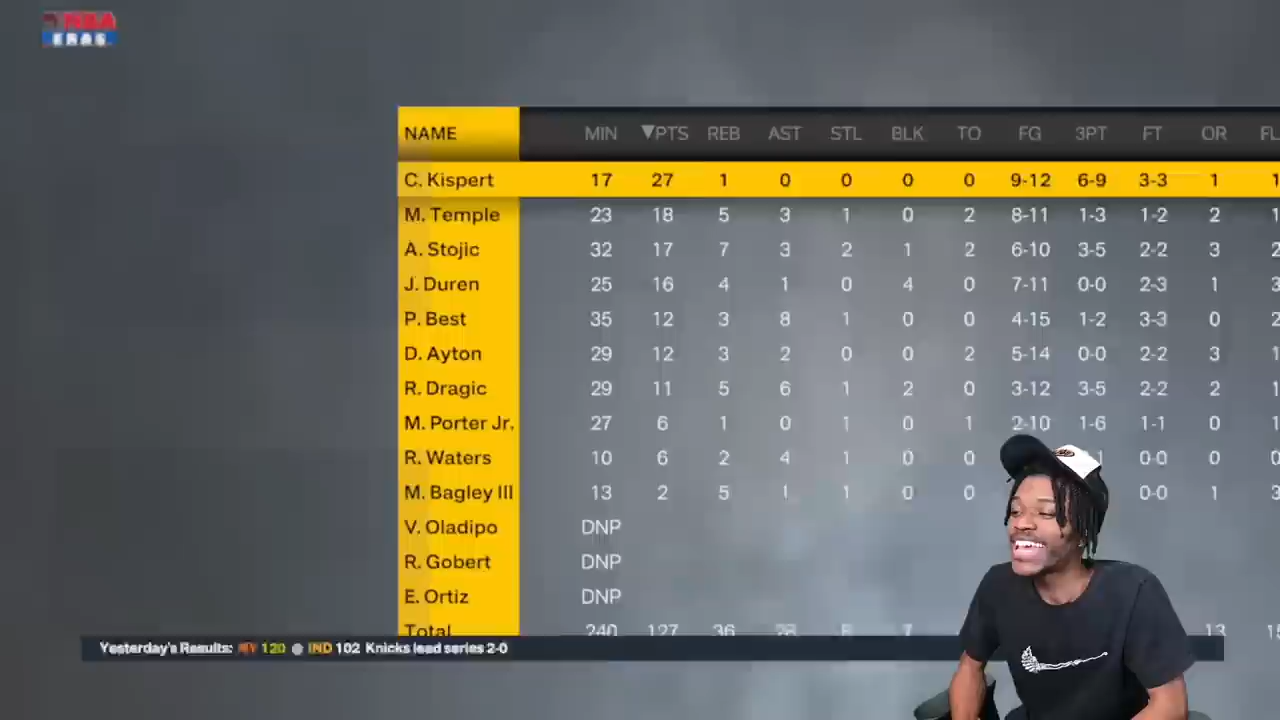 NBA
ERAS
NAME MIN ▼PTS REB AST STL BLK TO FG 3PT FT OR
C. Kispert 17 27 1 0 0 0 0 9-12 6-9 3-3 1 1
M. Temple 23 18 5 3 1 0 2 8-11 1-3 1-2 2 1
A. Stojic 32 17 7 3 2 1 2 6-10 3-5 2-2 3 2
J. Duren 25 16 4 1 0 4 0 7-11 0-0 2-3 1 3
P. Best 35 12 3 8 1 0 0 4-15 1-2 3-3 0 2
D. Ayton 29 12 3 2 0 0 2 5-14 0-0 2-2 3 1
R. Dragic 29 11 5 6 1 2 0 3-12 3-5 2-2 2 1
M. Porter Jr. 27 6 1 0 1 0 1 2-10 1-6 1-1 0 1
R. Waters 10 6 2 4 1 0 0 0-0 0 0
M. Bagley III 13 2 5 1 1 0 0 0-0 1 3
V. Oladipo DNP
R. Gobert DNP
E. Ortiz DNP
Total 240 127 36 7 13
Yesterday's Results: NY 120 @ IND 102 Knicks lead series 2-0